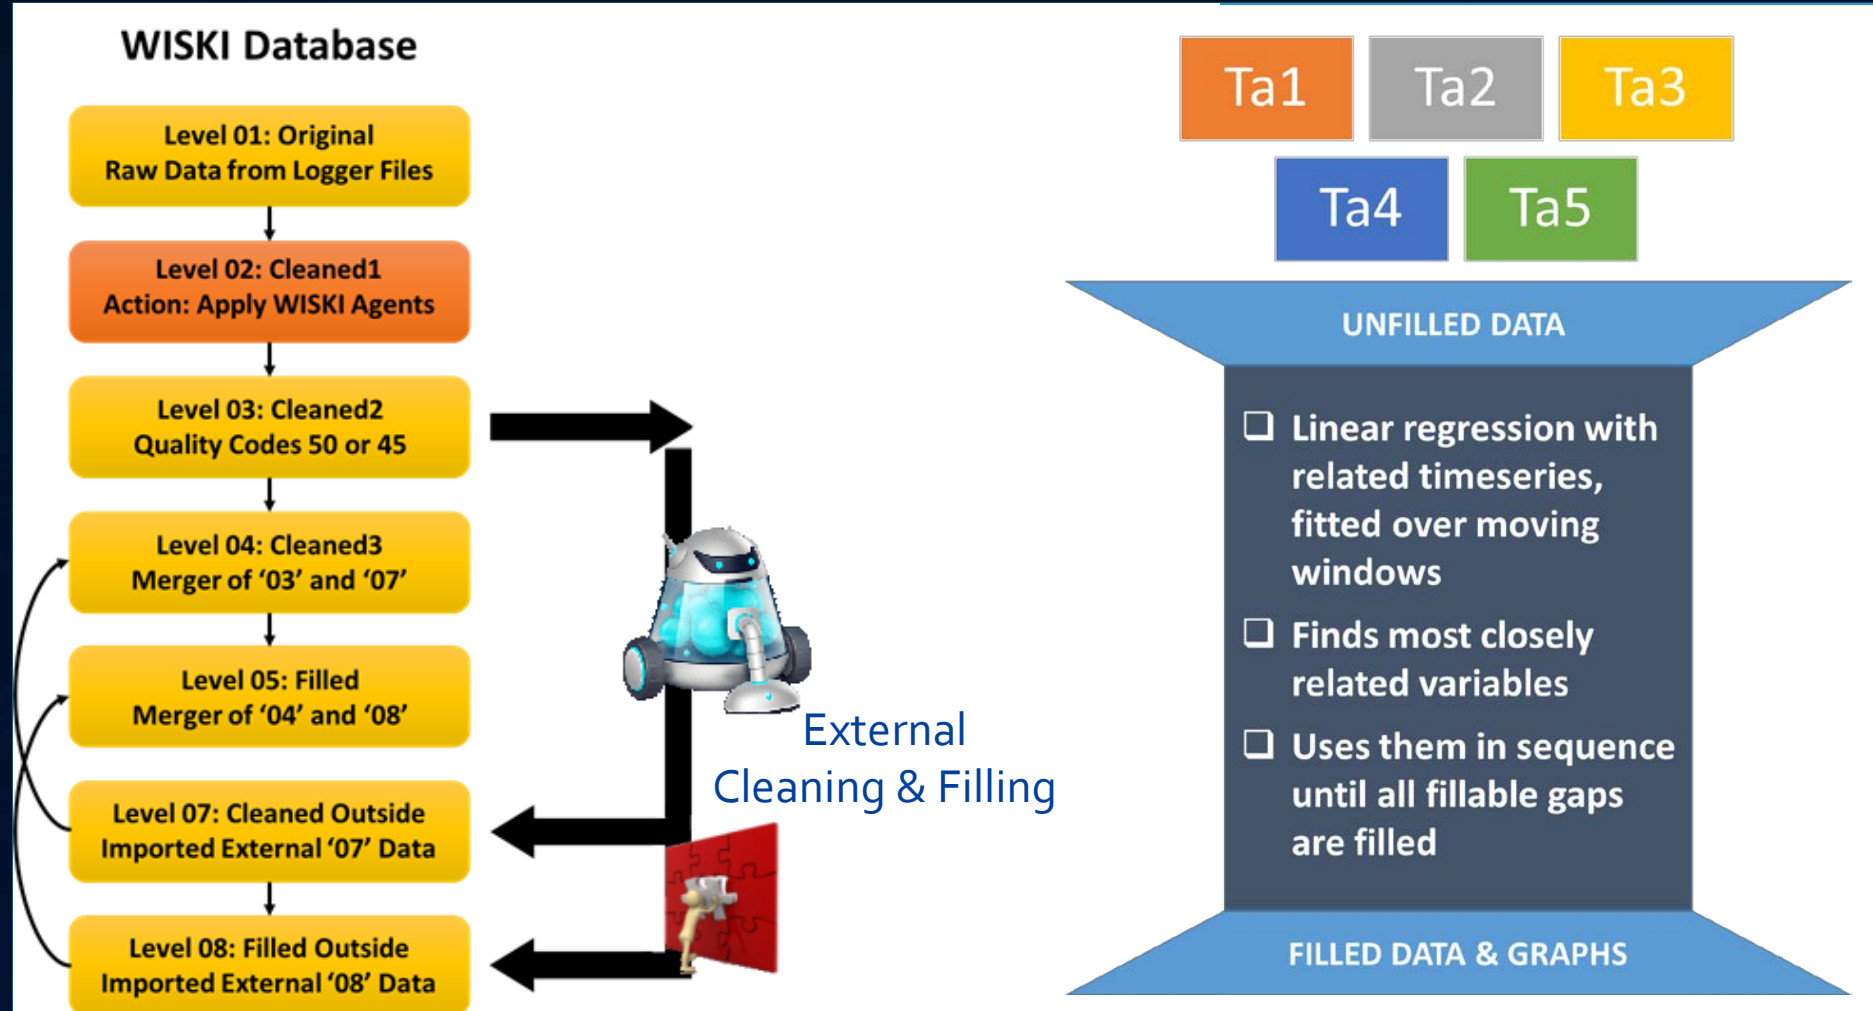 WISKI Database
Level 01: Original
Raw Data from Logger Files
Level 02: Cleaned1
Action: Apply WISKI Agents
Level 03: Cleaned2
Quality Codes 50 or 45
Level 04: Cleaned3
Merger of ‘03’ and ‘07’
Level 05: Filled
Merger of ‘04’ and ‘08’
Level 07: Cleaned Outside
Imported External ‘07’ Data
Level 08: Filled Outside
Imported External ‘08’ Data
External
Cleaning & Filling
Ta1
Ta2
Ta3
Ta4
Ta5
UNFILLED DATA
❑ Linear regression with
related timeseries,
fitted over moving
windows
❑ Finds most closely
related variables
❑ Uses them in sequence
until all fillable gaps
are filled
FILLED DATA & GRAPHS